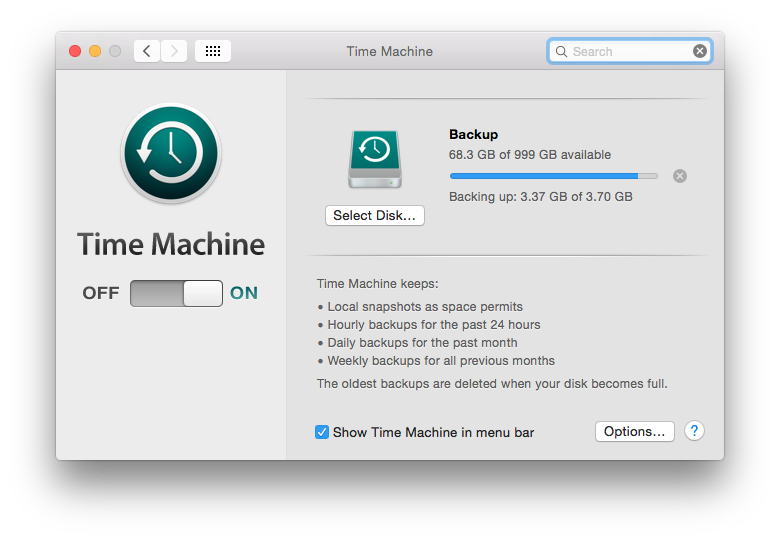 Time Machine
Search
Time Machine
OFF
ON
Backup
68.3 GB of 999 GB available
Backing up: 3.37 GB of 3.70 GB
Select Disk...
Time Machine keeps:
• Local snapshots as space permits
• Hourly backups for the past 24 hours
• Daily backups for the past month
• Weekly backups for all previous months
The oldest backups are deleted when your disk becomes full.
Show Time Machine in menu bar
Options...
?